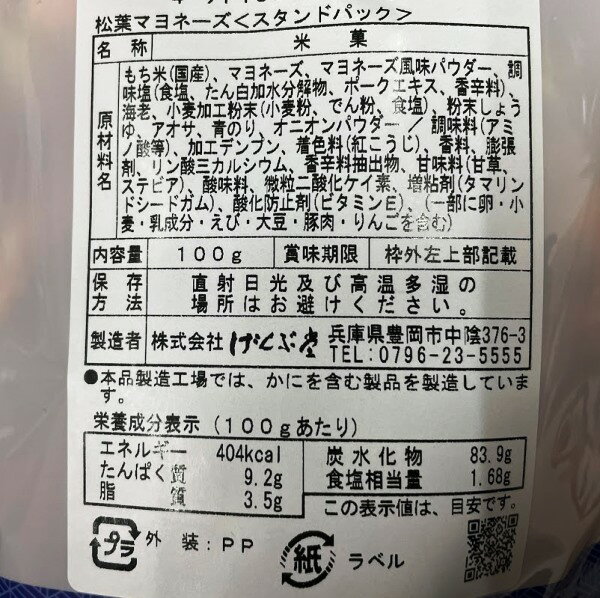 松葉マヨネーズ<スタンドパック>
名称 米菓
原材料名
もち米(国産)、マヨネーズ、マヨネーズ風味パウダー、調
味塩(食塩、たん白加水分解物、ポークエキス、香辛料)、
海老、小麦加工粉末(小麦粉、でん粉、食塩)、粉末しょう
ゆ、アオサ、青のり、オニオンパウダー／調味料(アミ
ノ酸等)、加工デンプン、着色料(紅こうじ)、香料、膨張
剤、リン酸三カルシウム、香辛料抽出物、甘味料(甘草、
ステビア)、酸味料、微粒二酸化ケイ素、増粘剤(タマリン
ドシードガム)、酸化防止剤(ビタミンE)、(一部に卵・小
麦・乳成分・えび・大豆・豚肉・りんごを含む)
内容量 100g 賞味期限 枠外左上部記載
保存方法
直射日光及び高温多湿の
場所はお避けください。
製造者 株式会社 げんぶ堂 兵庫県豊岡市中陰376-3
TEL:0796-23-5555
●本品製造工場では、かにを含む製品を製造していま
す。
栄養成分表示(100gあたり)
エネルギー 404kcal
たんぱく質 9.2g
脂質 3.5g
炭水化物 83.9g
食塩相当量 1.68g
この表示値は、目安です。
プラ 外装:PP
紙 ラベル